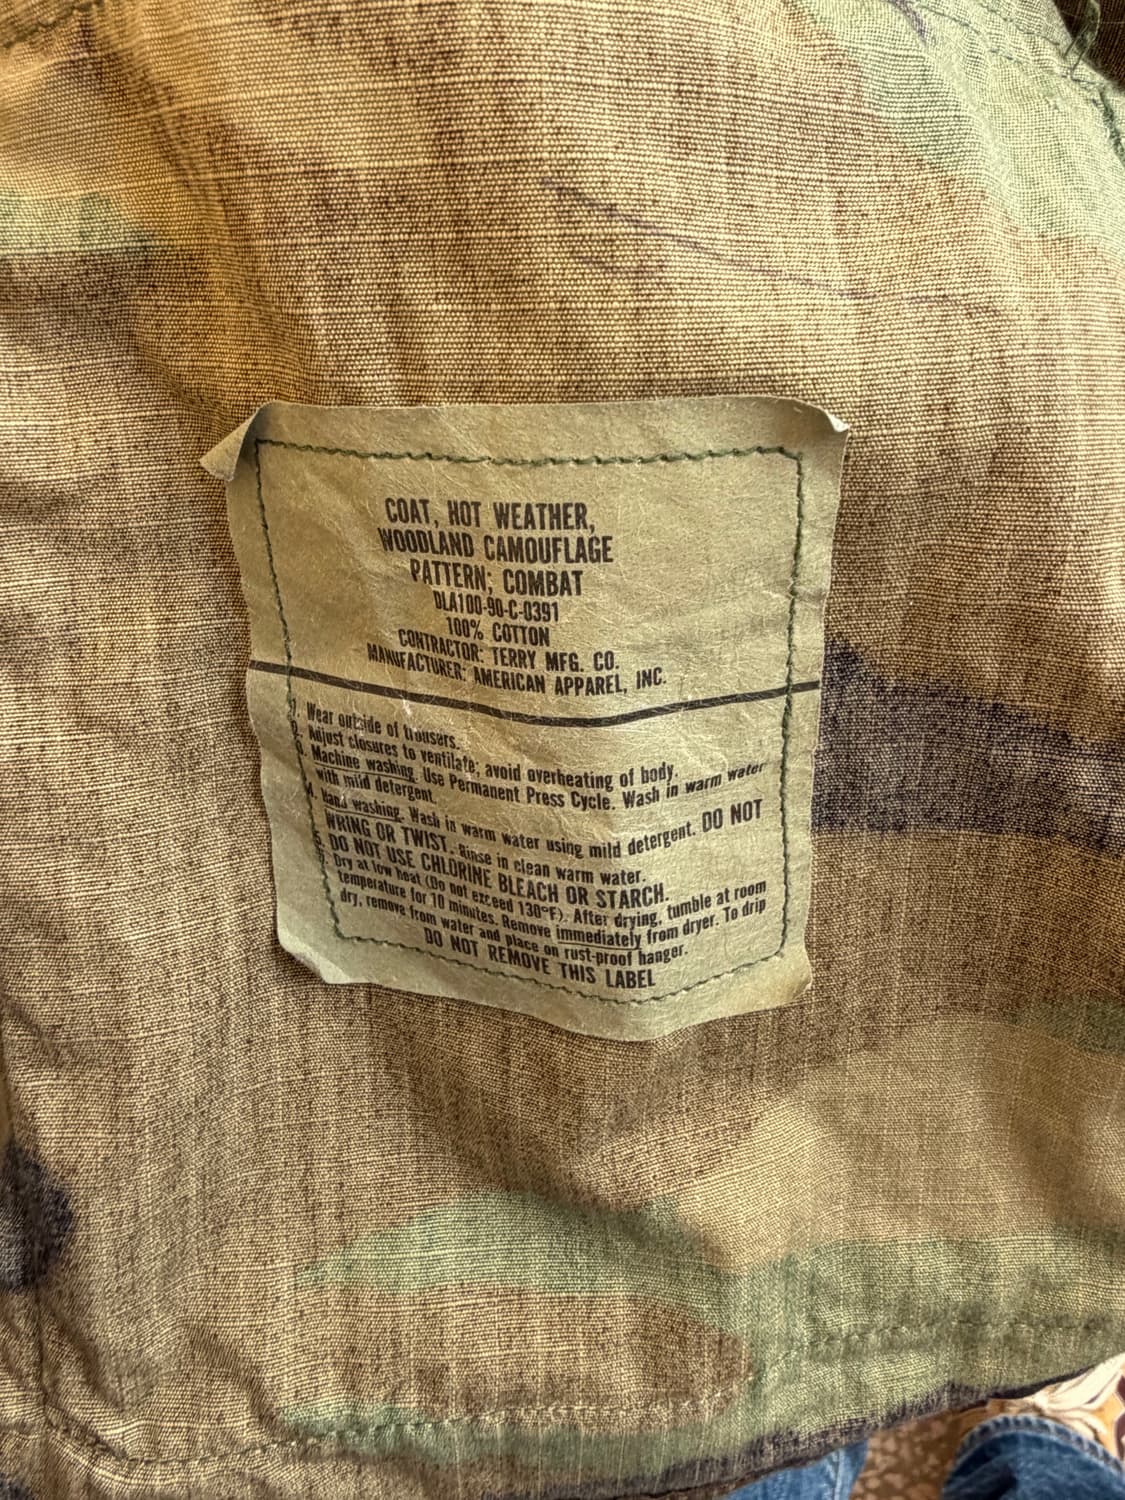 COAT, HOT WEATHER,
WOODLAND CAMOUFLAGE
PATTERN; COMBAT
DLA100-90-C-0391
100% COTTON
CONTRACTOR: TERRY MFG. CO.
MANUFACTURER: AMERICAN APPAREL, INC.
1. Wear outside of trousers.
Adjust closures to ventilate; avoid overheating of body.
Machine washing. Use Permanent Press Cycle. Wash in warm water
with mild detergent.
4. Hand washing. Wash in warm water using mild detergent. DO NOT
WRING OR TWIST. Rinse in clean warm water.
DO NOT USE CHLORINE BLEACH OR STARCH.
Dry at low heat (Do not exceed 130°F). After drying, tumble at room
temperature for 10 minutes. Remove immediately from dryer. To drip
dry, remove from water and place on rust-proof hanger.
DO NOT REMOVE THIS LABEL